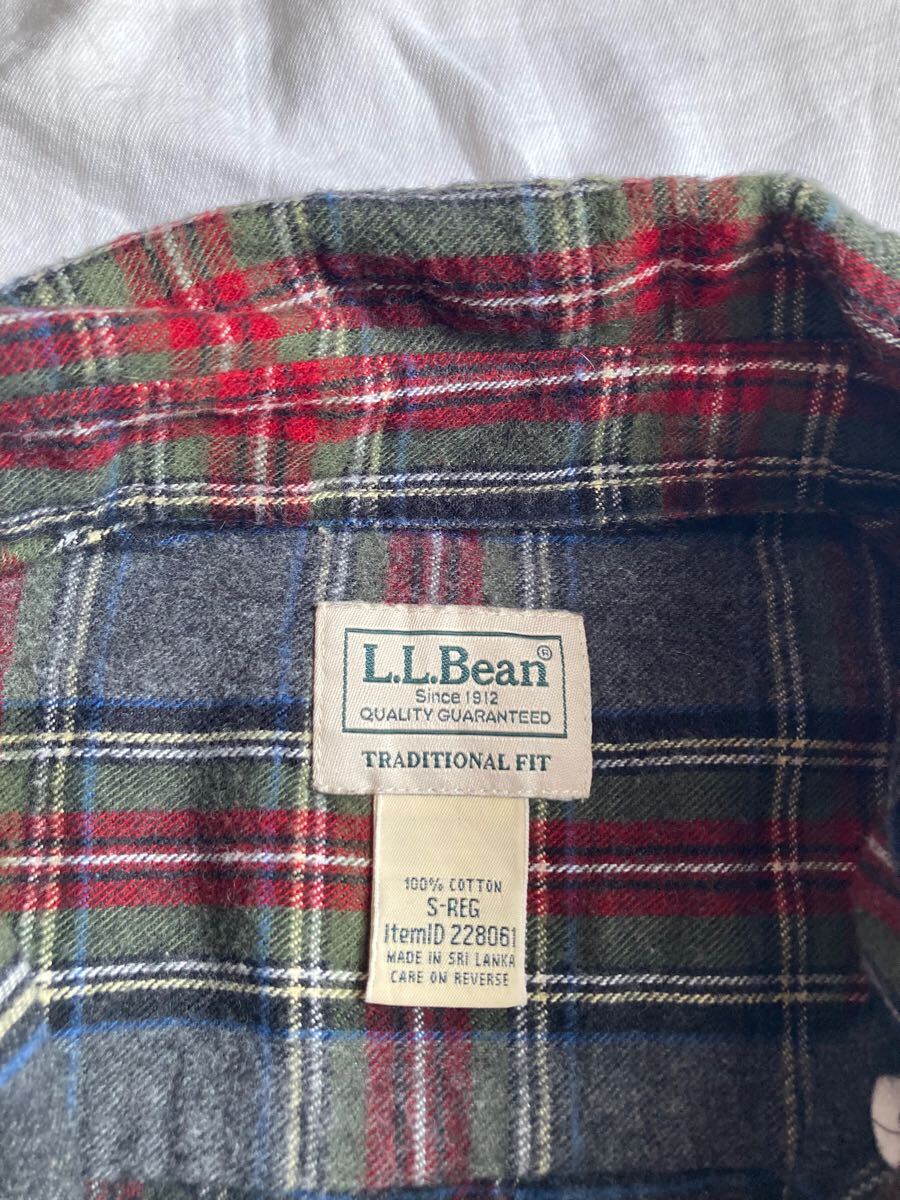 L.L.Bean®
Since 1912
QUALITY GUARANTEED
TRADITIONAL FIT
100% COTTON
S-REG
ItemID 228061
MADE IN SRI LANKA
CARE ON REVERSE